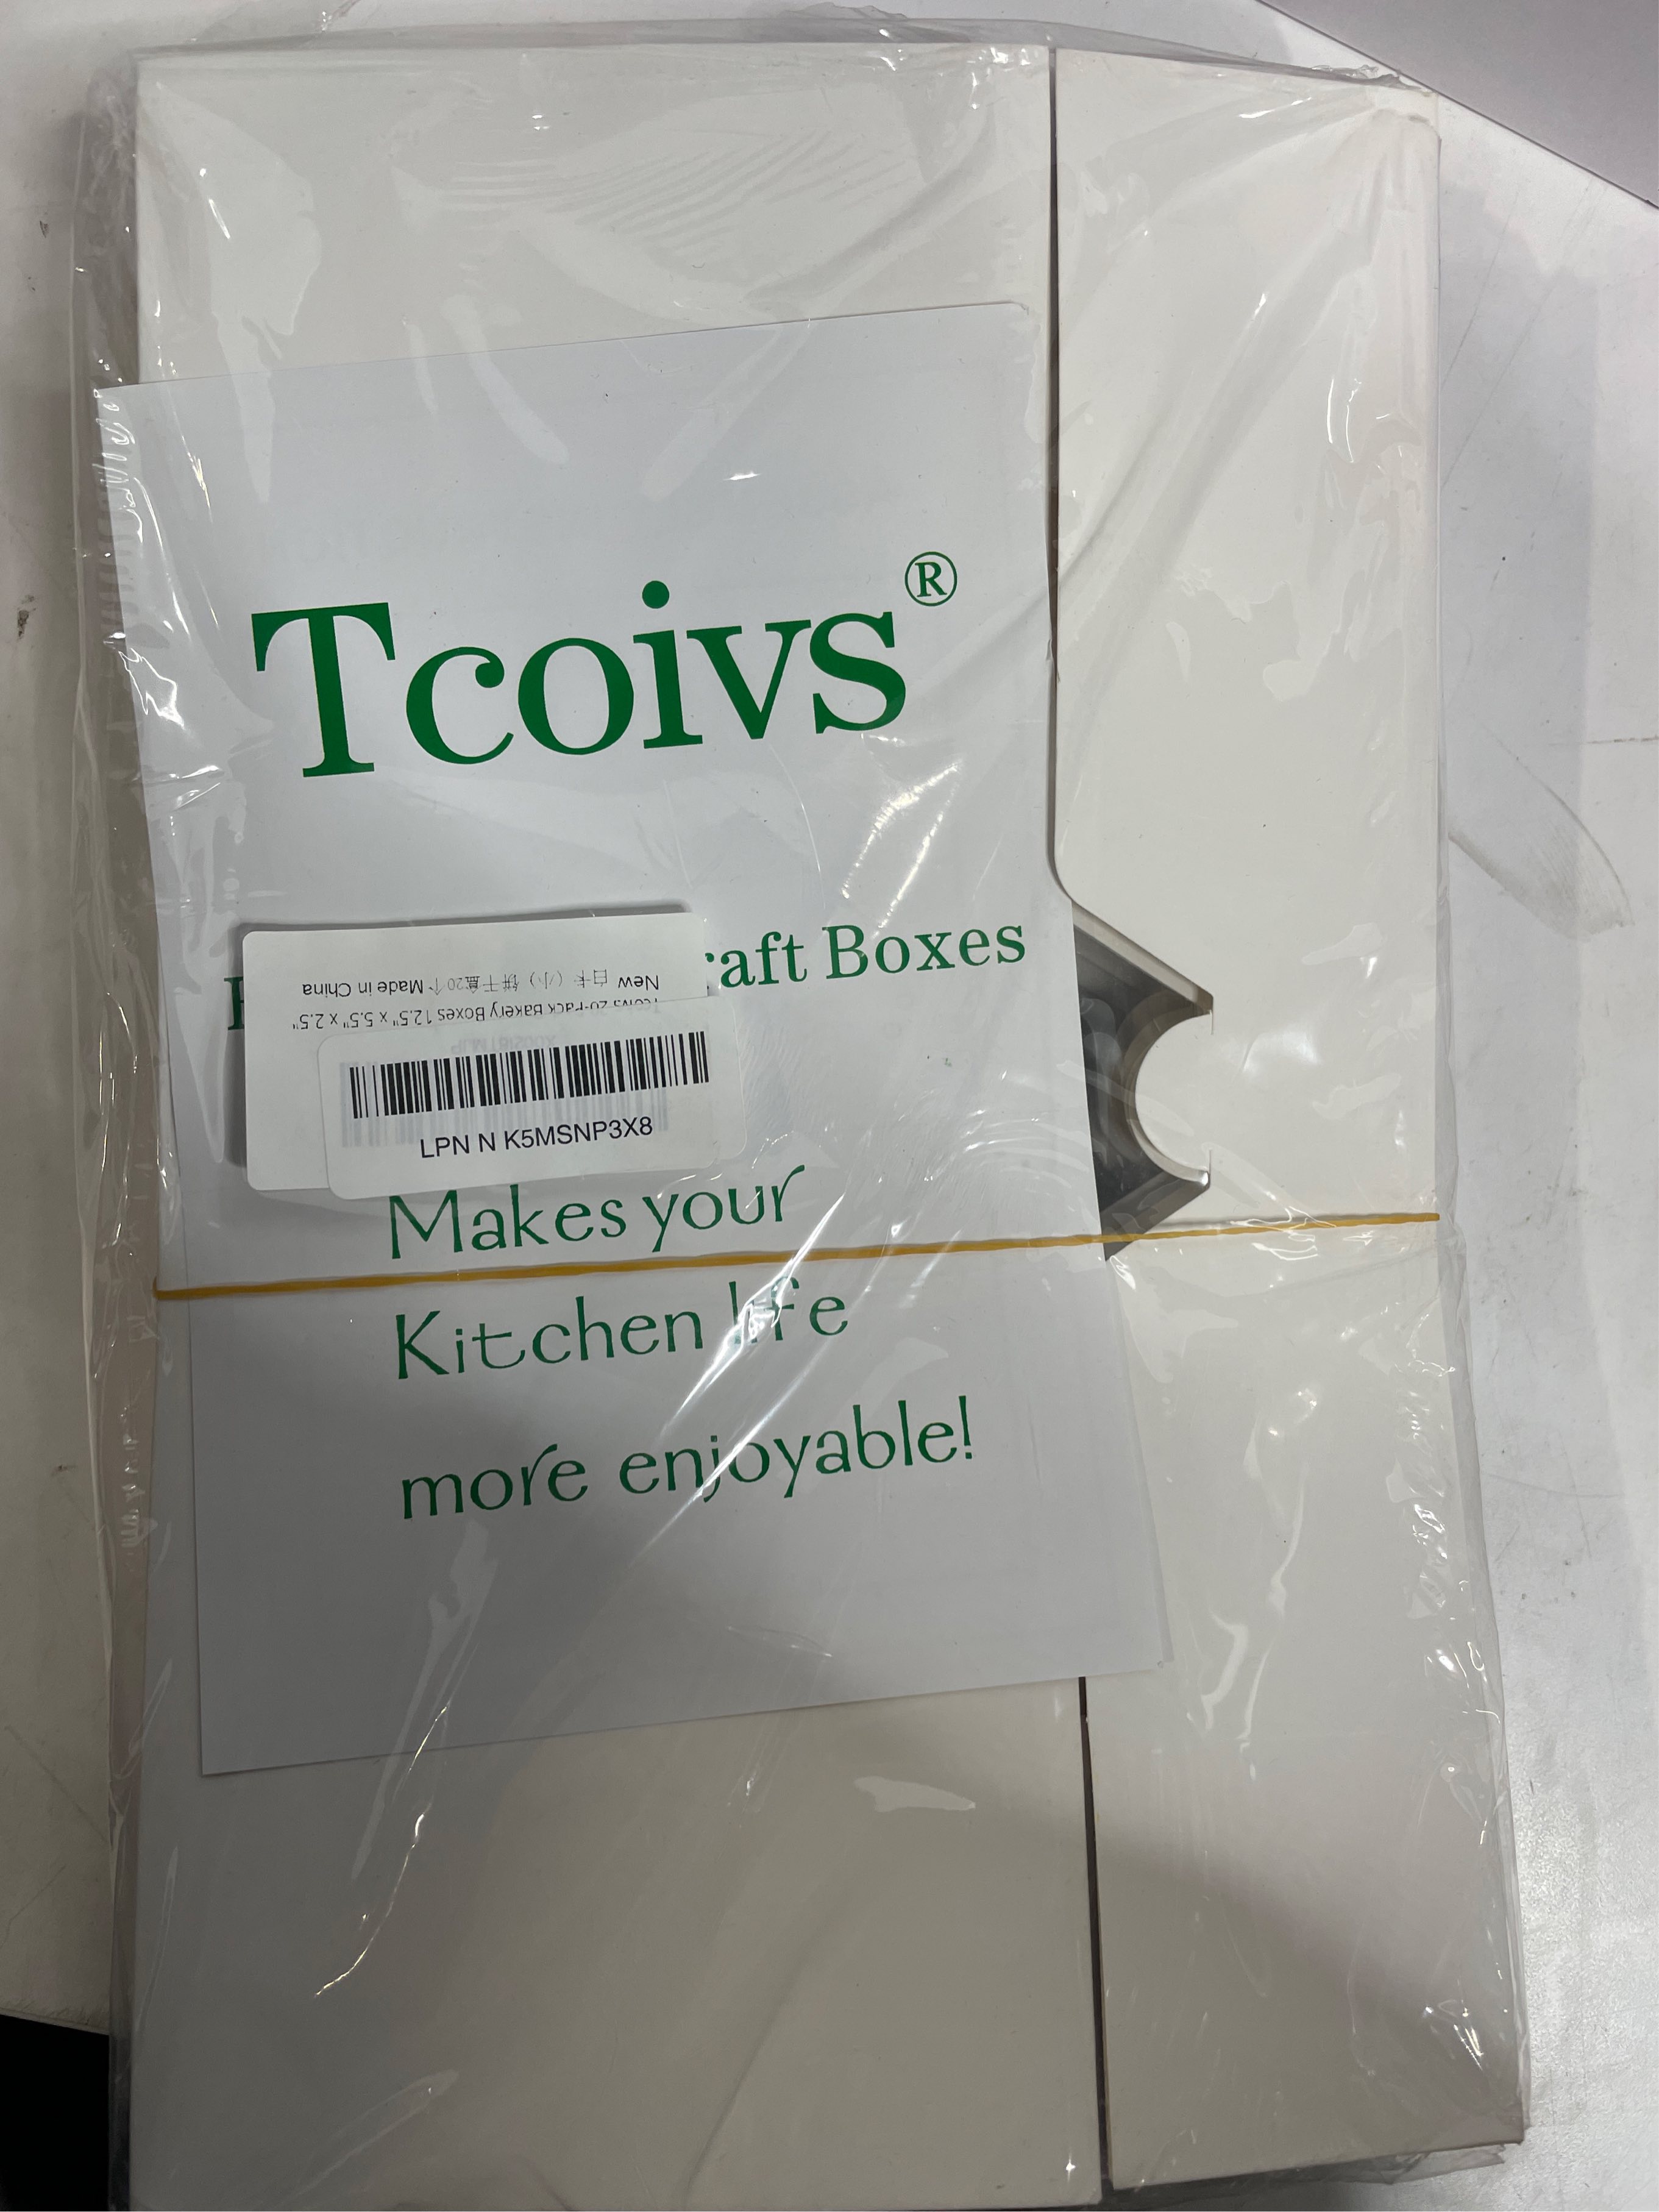 Tcoivs®
raft Boxes
New 白卡（小）饼干盒20个 Made in China
Tcoivs 20-Pack Bakery Boxes 12.5" x 5.5" x 2.5"
LPN N K5MSNP3X8
Makes your
Kitchen life
more enjoyable!